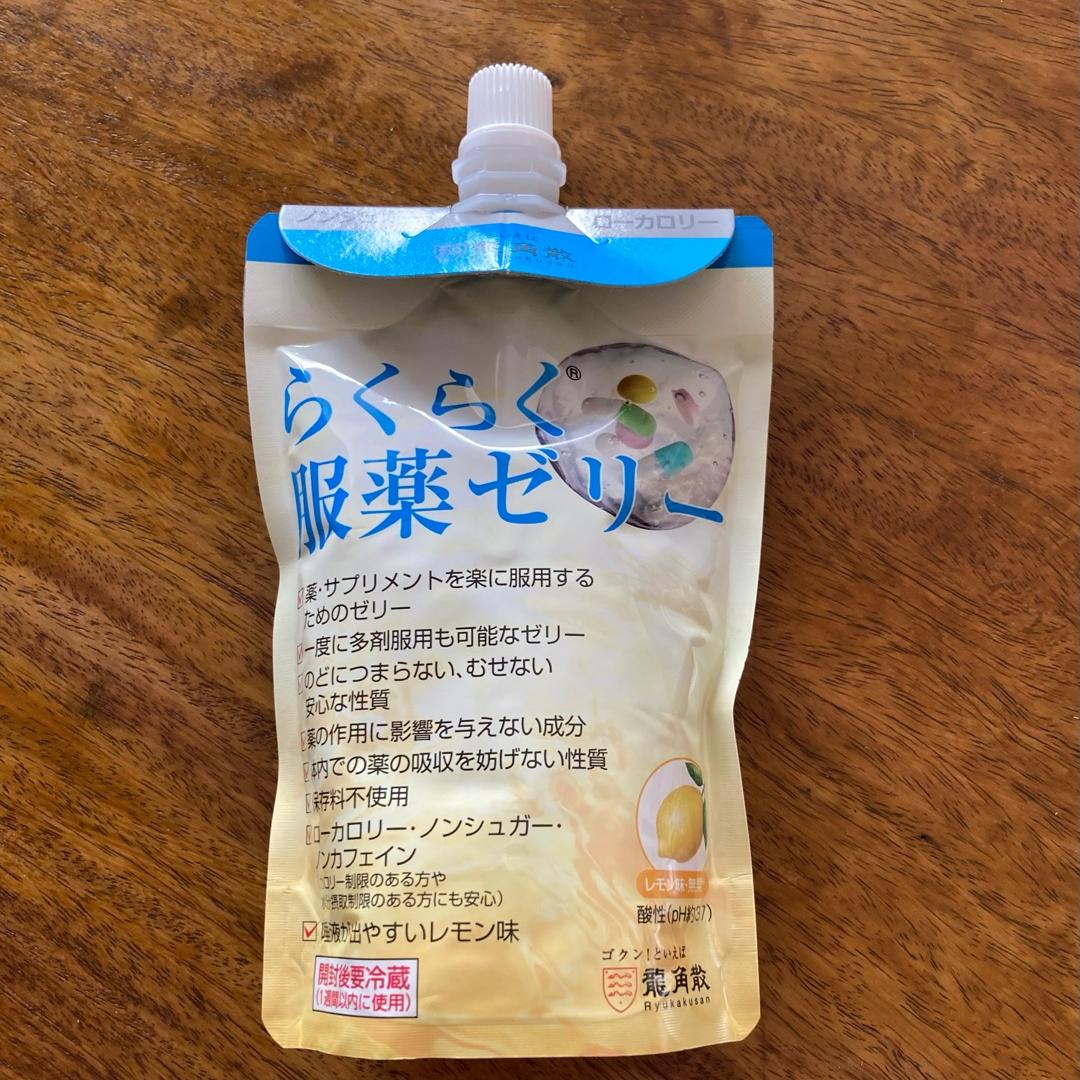 ローカロリー
といえば
角散
らくらく®
服薬ゼリー
薬・サプリメントを楽に服用する
ためのゼリー
一度に多剤服用も可能なゼリー
のどにつまらない、むせない
安心な性質
薬の作用に影響を与えない成分
体内での薬の吸収を妨げない性質
保存料不使用
ローカロリー・ノンシュガー・
ノンカフェイン
ロリー制限のある方や
分摂取制限のある方にも安心)
唾液が出やすいレモン味
レモン味・無
酸性(pH約3.7)
開封後要冷蔵
(1週間以内に使用)
ゴクン!といえば
龍角散
Ryukakusan